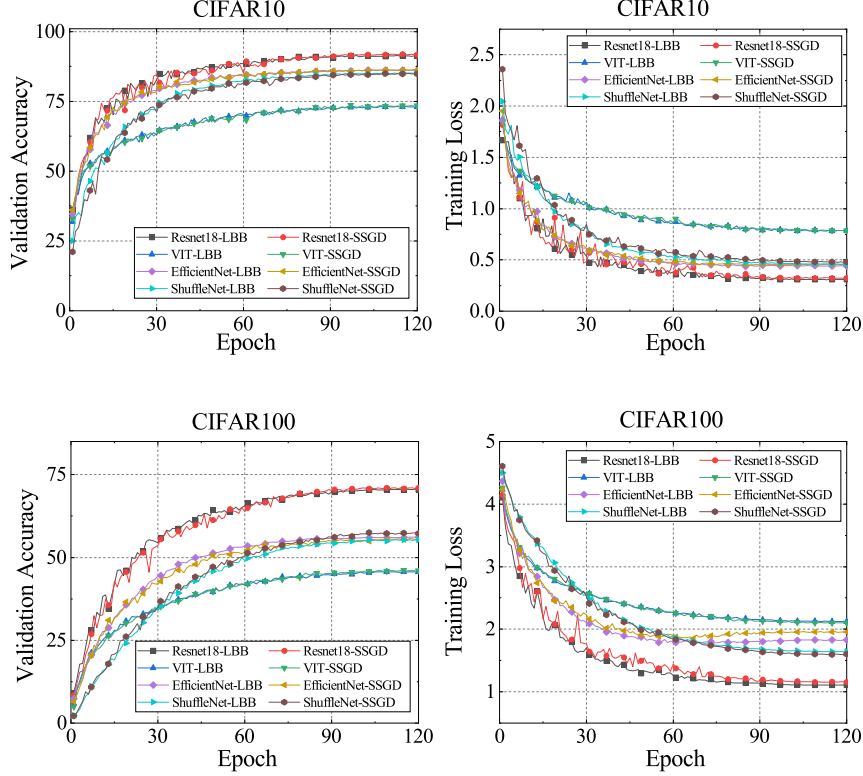 CIFAR10
Validation Accuracy
100
75
50
25
0
Resnet18-LBB Resnet18-SSGD
VIT-LBB VIT-SSGD
EfficientNet-LBB EfficientNet-SSGD
ShuffleNet-LBB ShuffleNet-SSGD
0 30 60 90 120
Epoch
CIFAR10
Training Loss
2.5
2.0
1.5
1.0
0.5
0.0
Resnet18-LBB Resnet18-SSGD
VIT-LBB VIT-SSGD
EfficientNet-LBB EfficientNet-SSGD
ShuffleNet-LBB ShuffleNet-SSGD
0 30 60 90 120
Epoch
CIFAR100
Validation Accuracy
75
50
25
0
Resnet18-LBB Resnet18-SSGD
VIT-LBB VIT-SSGD
EfficientNet-LBB EfficientNet-SSGD
ShuffleNet-LBB ShuffleNet-SSGD
0 30 60 90 120
Epoch
CIFAR100
Training Loss
5
4
3
2
1
Resnet18-LBB Resnet18-SSGD
VIT-LBB VIT-SSGD
EfficientNet-LBB EfficientNet-SSGD
ShuffleNet-LBB ShuffleNet-SSGD
0 30 60 90 120
Epoch